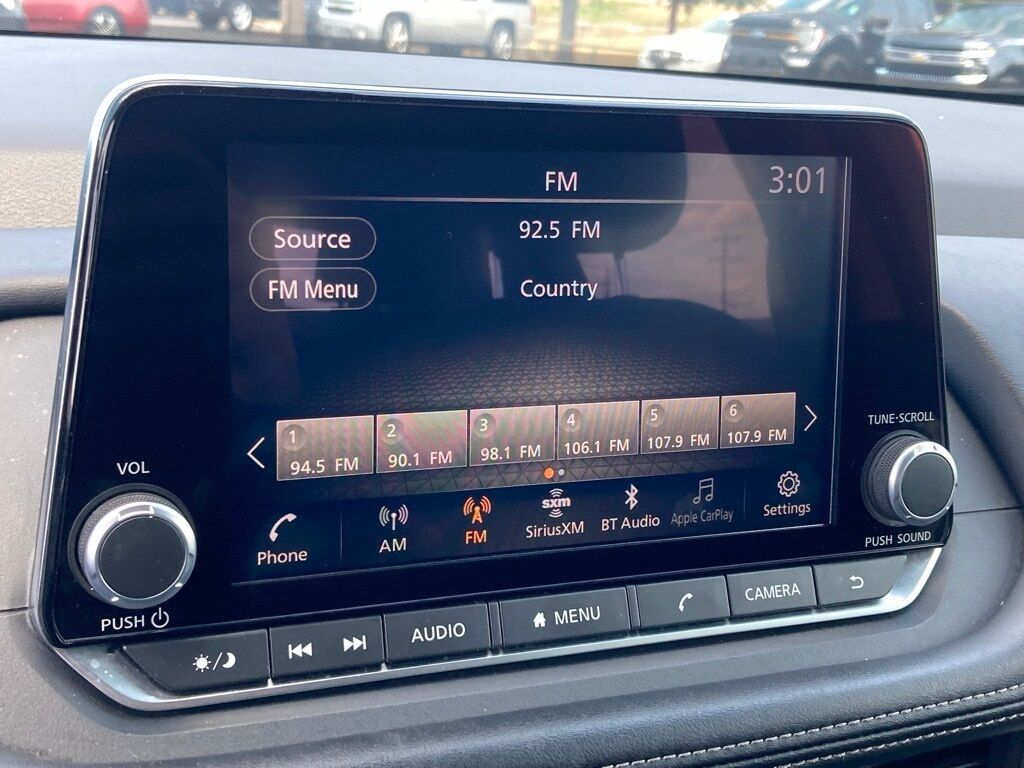 FM
3:01
Source
92.5 FM
FM Menu
Country
1
94.5 FM
2
90.1 FM
3
98.1 FM
4
106.1 FM
5
107.9 FM
6
107.9 FM
Phone
AM
FM
sxm
SiriusXM
BT Audio
Apple CarPlay
Settings
VOL
PUSH
TUNE·SCROLL
PUSH SOUND
AUDIO
MENU
CAMERA